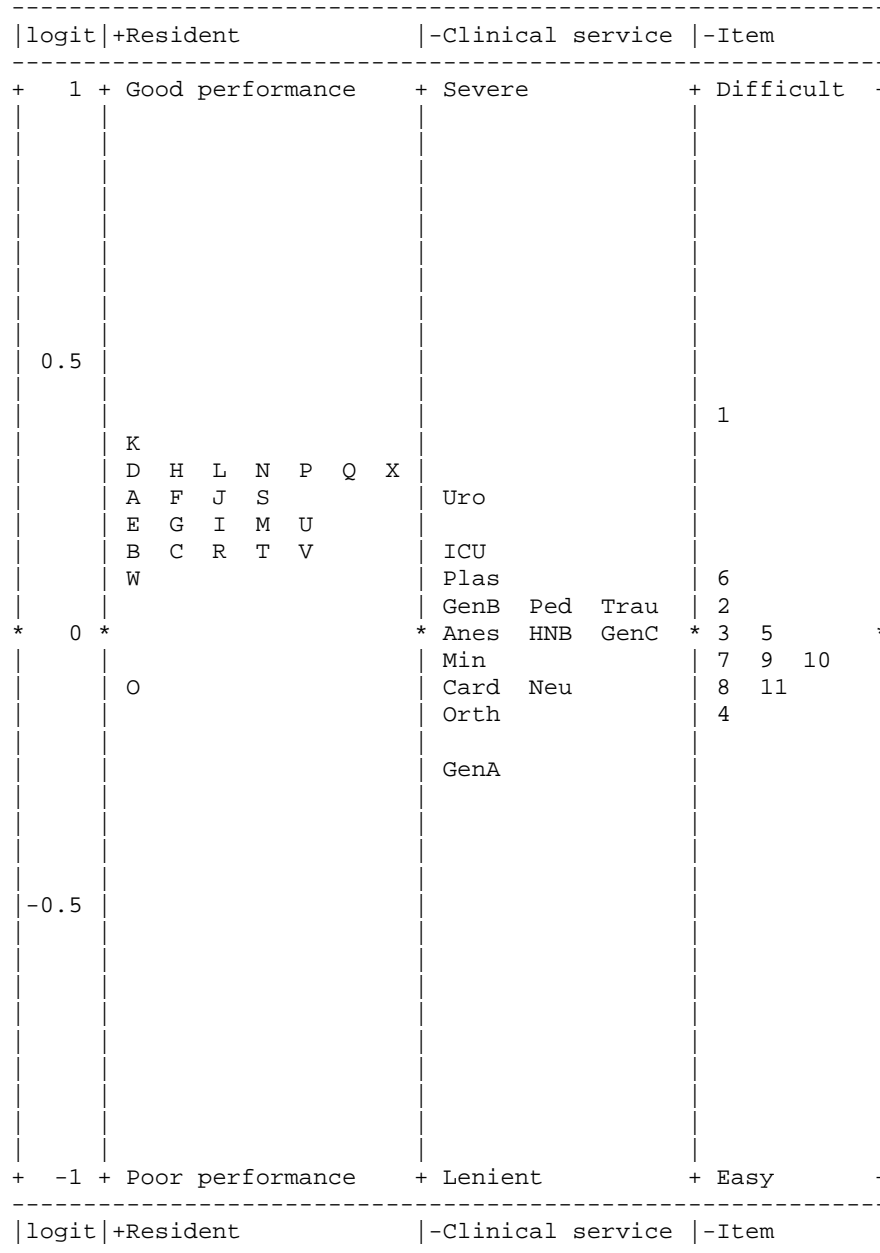 |logit|+Resident |-Clinical service |-Item
+ 1 + Good performance + Severe + Difficult +
| 0.5 |
| 1
K
D H L N P Q X |
A F J S | Uro
E G I M U
B C R T V | ICU
W | Plas | 6
| GenB Ped Trau | 2
* 0 * * Anes HNB GenC * 3 5 *
| Min | 7 9 10
O | Card Neu | 8 11
| Orth | 4
| GenA
|-0.5 |
+ -1 + Poor performance + Lenient + Easy +
|logit|+Resident |-Clinical service |-Item